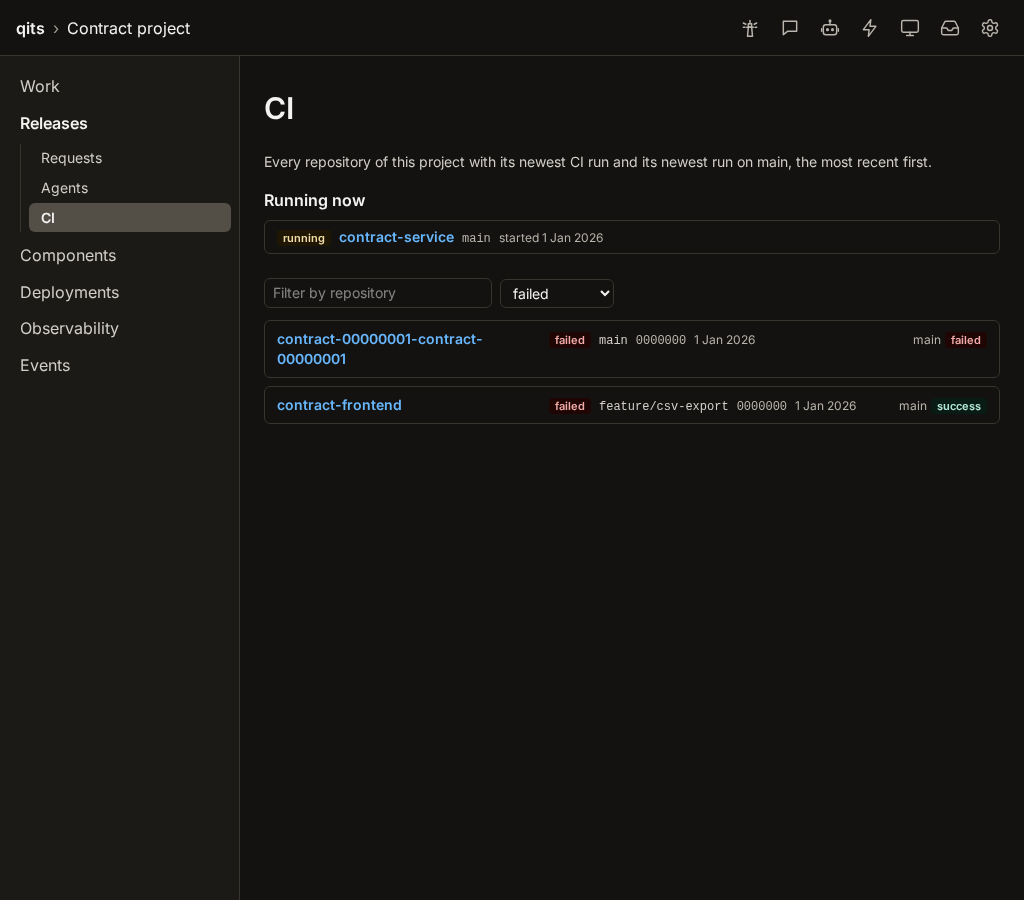 qits › Contract project
Work
Releases
Requests
Agents
CI
Components
Deployments
Observability
Events
CI
Every repository of this project with its newest CI run and its newest run on main, the most recent first.
Running now
running contract-service main started 1 Jan 2026
Filter by repository failed
contract-00000001-contract-00000001 failed main 0000000 1 Jan 2026 main failed
contract-frontend failed feature/csv-export 0000000 1 Jan 2026 main success